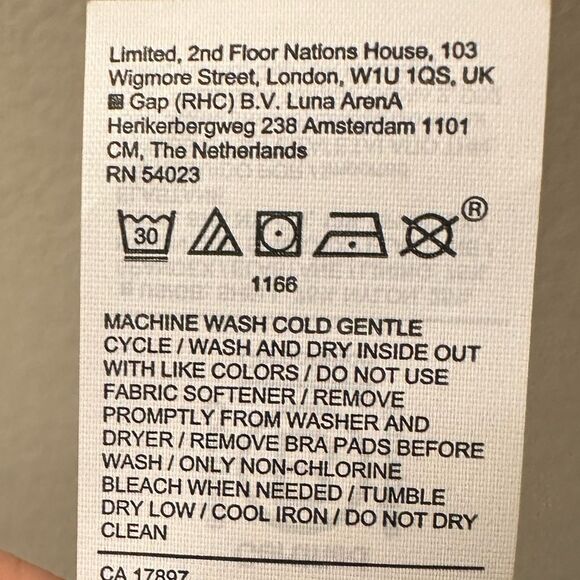 Limited, 2nd Floor Nations House, 103
Wigmore Street, London, W1U 1QS, UK
Gap (RHC) B.V. Luna ArenA
Herikerbergweg 238 Amsterdam 1101
CM, The Netherlands
RN 54023
30
®
1166
MACHINE WASH COLD GENTLE
CYCLE / WASH AND DRY INSIDE OUT
WITH LIKE COLORS / DO NOT USE
FABRIC SOFTENER / REMOVE
PROMPTLY FROM WASHER AND
DRYER / REMOVE BRA PADS BEFORE
WASH / ONLY NON-CHLORINE
BLEACH WHEN NEEDED / TUMBLE
DRY LOW / COOL IRON / DO NOT DRY
CLEAN
CA 17897